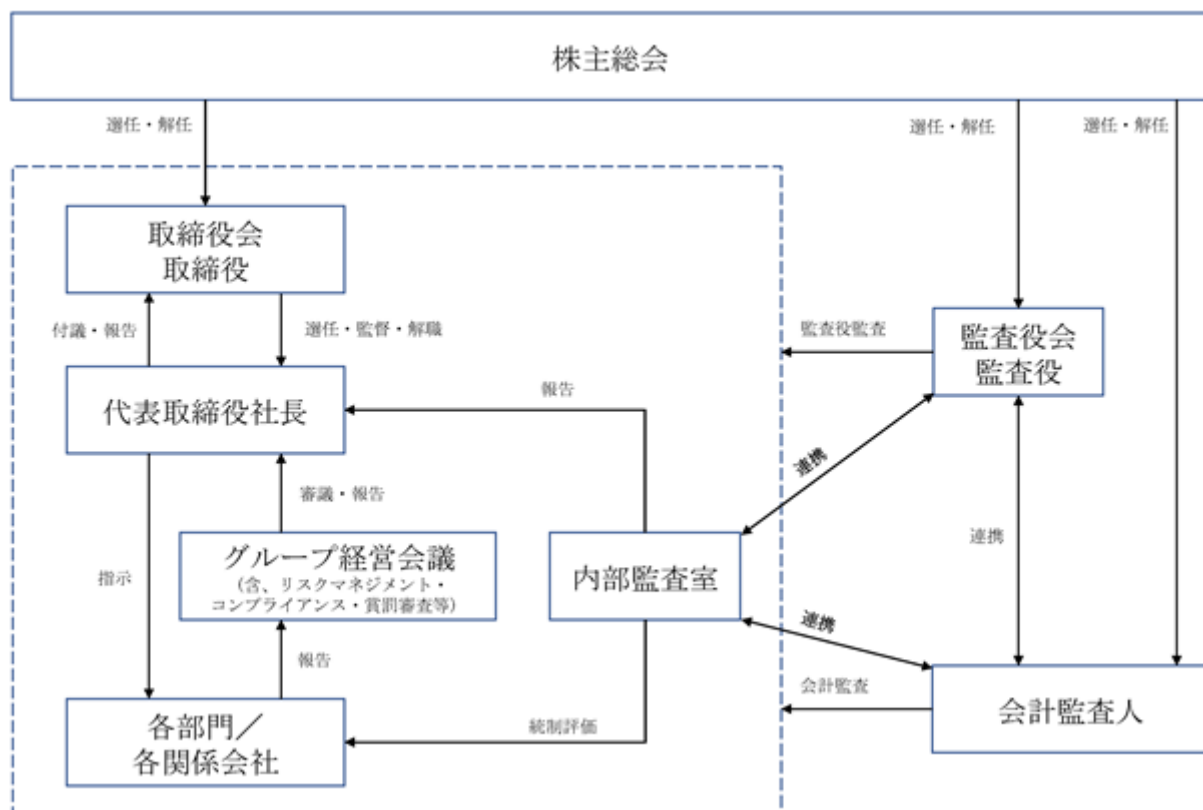 株主総会
選任・解任
選任・解任
選任・解任
取締役会
取締役
付議・報告
選任・監督・解職
監査役監査
監査役会
監査役
代表取締役社長
報告
連携
審議・報告
連携
指示
グループ経営会議
(含、リスクマネジメント・
コンプライアンス・賞罰審査等)
内部監査室
連携
報告
会計監査
会計監査人
各部門／
各関係会社
統制評価